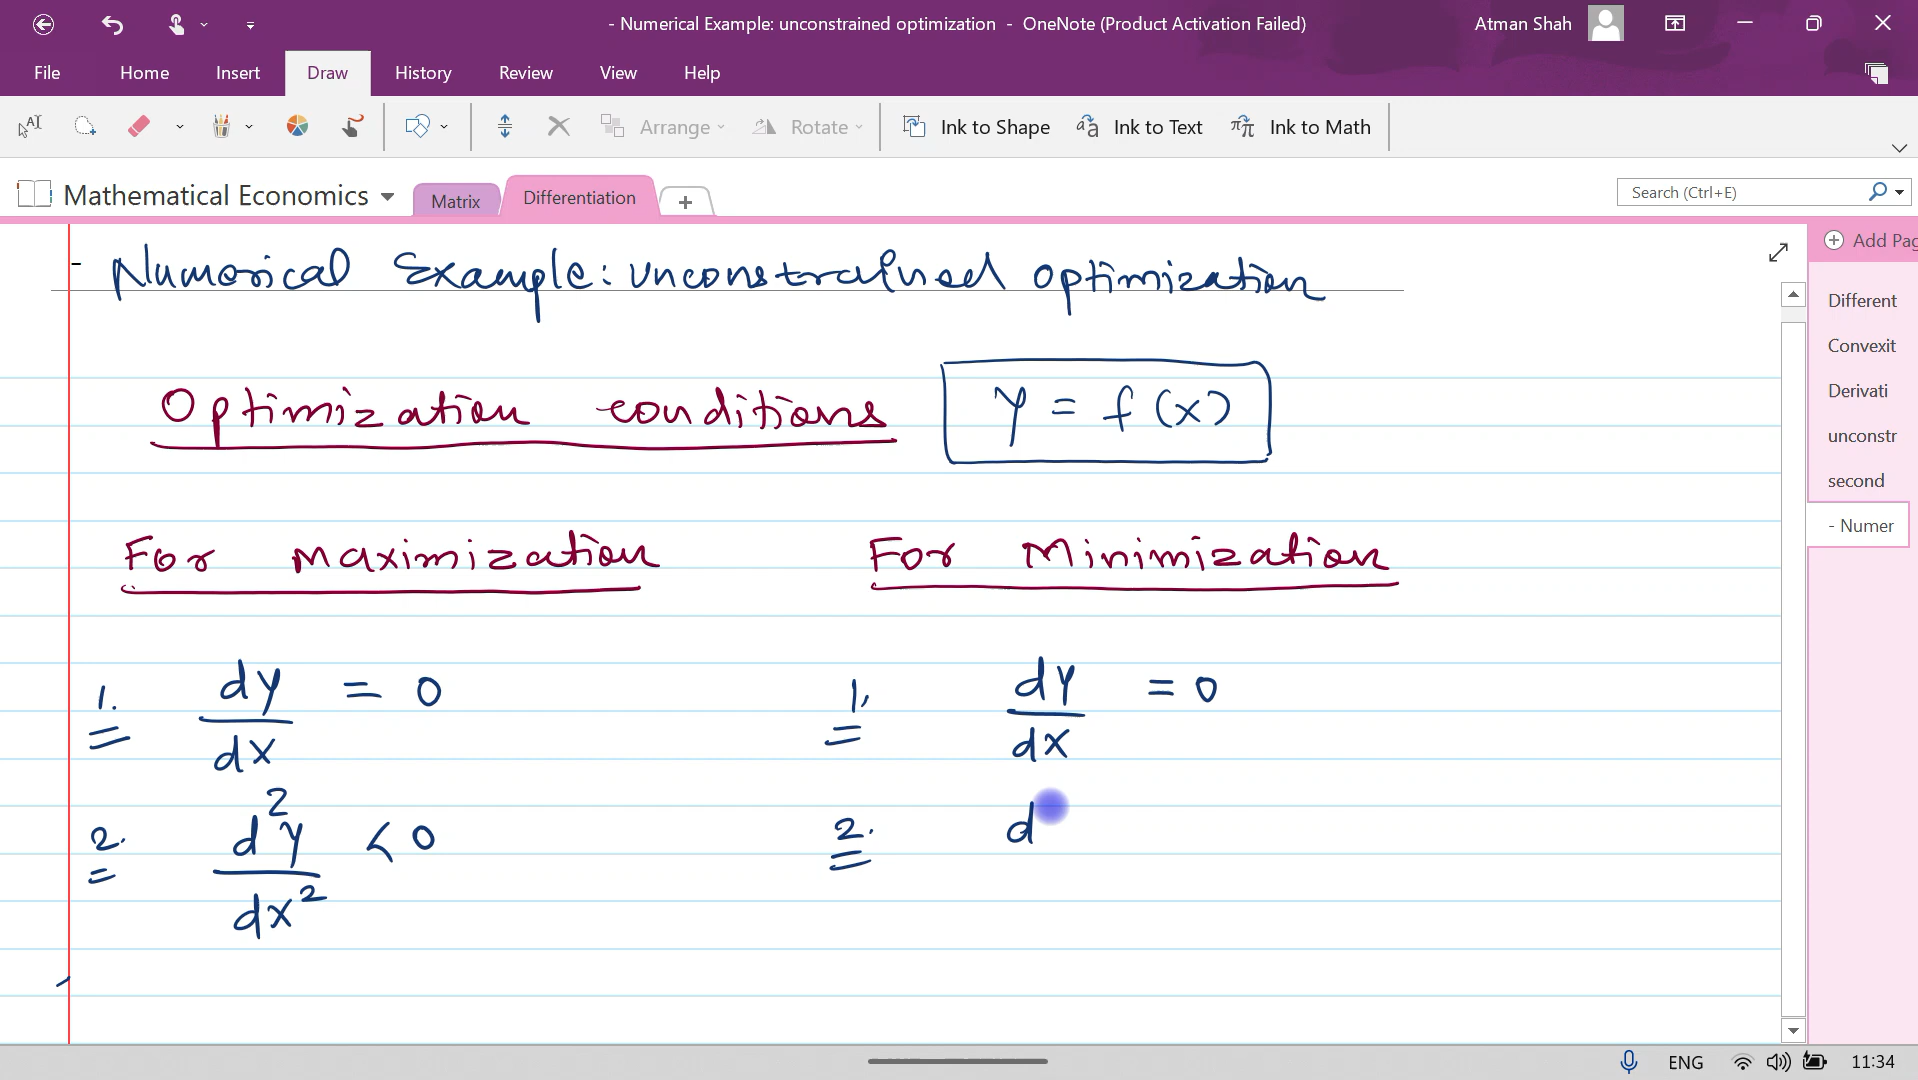 - Numerical Example: unconstrained optimization - OneNote (Product Activation Failed)
Atman Shah
File Home Insert Draw History Review View Help
Arrange Rotate Ink to Shape Ink to Text Ink to Math
Mathematical Economics Matrix Differentiation +
Search (Ctrl+E)
Add Pag
Different
Convexit
Derivati
unconstr
second
- Numer
- Numerical Example: unconstrained optimization
Optimization conditions Y = f(x)
For maximization For Minimization
1. dy/dx = 0 1. dy/dx = 0
2. d²y/dx² < 0 2. d
ENG 11:34